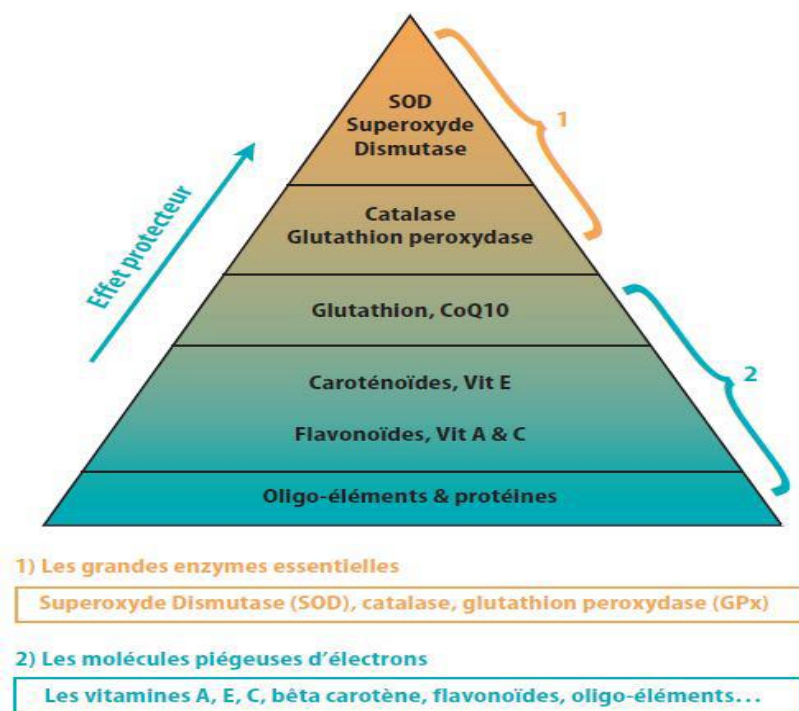 SOD
Superoxyde
Dismutase
1
Effet protecteur
Catalase
Glutathion peroxydase
Glutathion, CoQ10
2
Caroténoïdes, Vit E
Flavonoïdes, Vit A & C
Oligo-éléments & protéines
1) Les grandes enzymes essentielles
Superoxyde Dismutase (SOD), catalase, glutathion peroxydase (GPx)
2) Les molécules piégeuses d'électrons
Les vitamines A, E, C, bêta carotène, flavonoïdes, oligo-éléments...